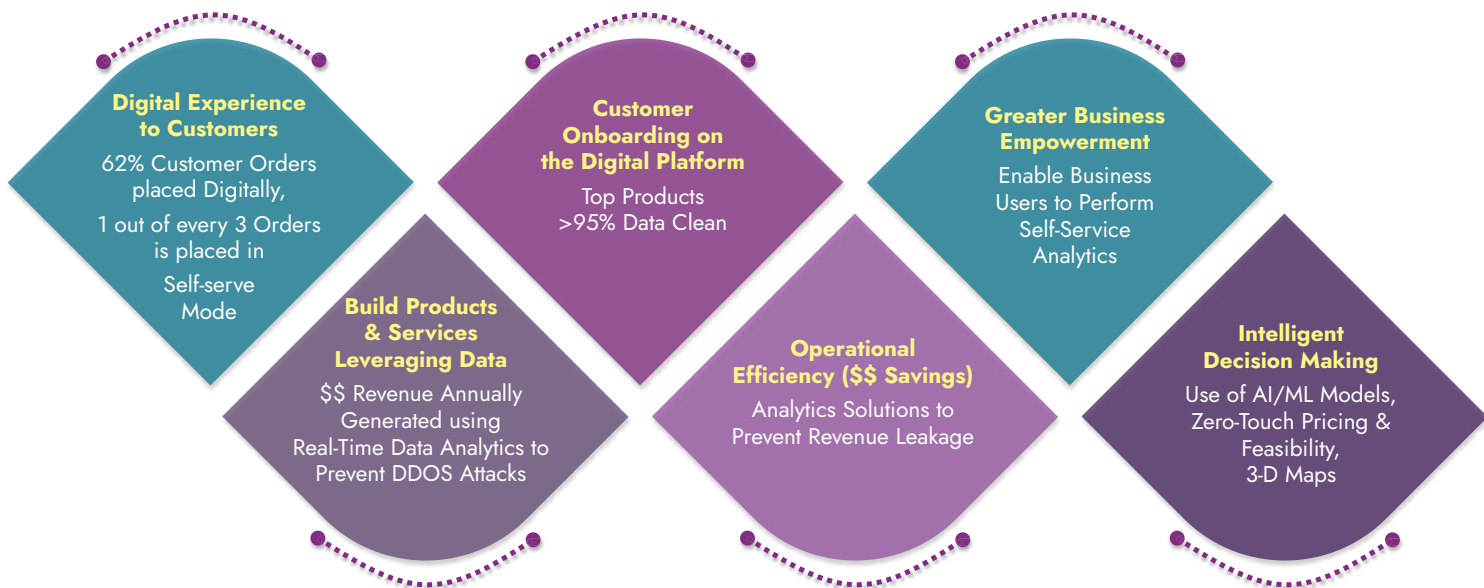 Digital Experience
to Customers
62% Customer Orders
placed Digitally,
1 out of every 3 Orders
is placed in
Self-serve
Mode
Build Products
& Services
Leveraging Data
$$ Revenue Annually
Generated using
Real-Time Data Analytics to
Prevent DDOS Attacks
Customer
Onboarding on
the Digital Platform
Top Products
>95% Data Clean
Operational
Efficiency ($$ Savings)
Analytics Solutions to
Prevent Revenue Leakage
Greater Business
Empowerment
Enable Business
Users to Perform
Self-Service
Analytics
Intelligent
Decision Making
Use of AI/ML Models,
Zero-Touch Pricing &
Feasibility,
3-D Maps